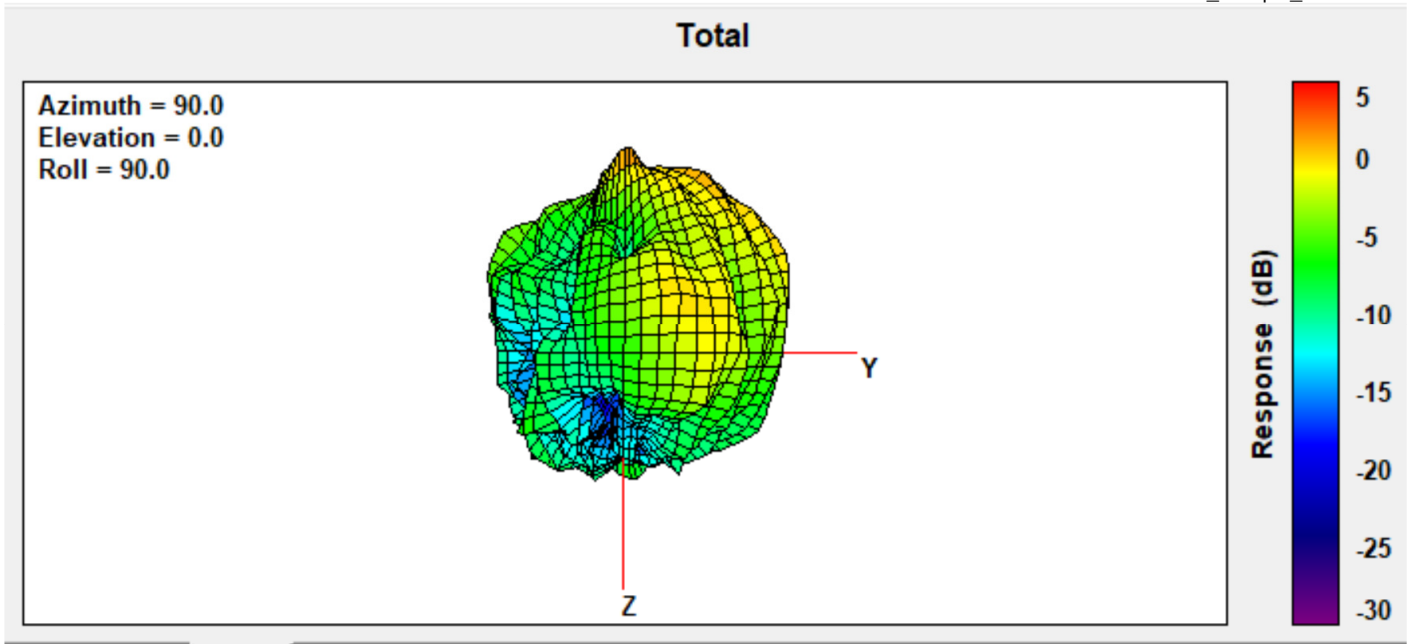 Total
Azimuth = 90.0
Elevation = 0.0
Roll = 90.0
Y
Z
5
0
-5
-10
-15
-20
-25
-30
Response (dB)